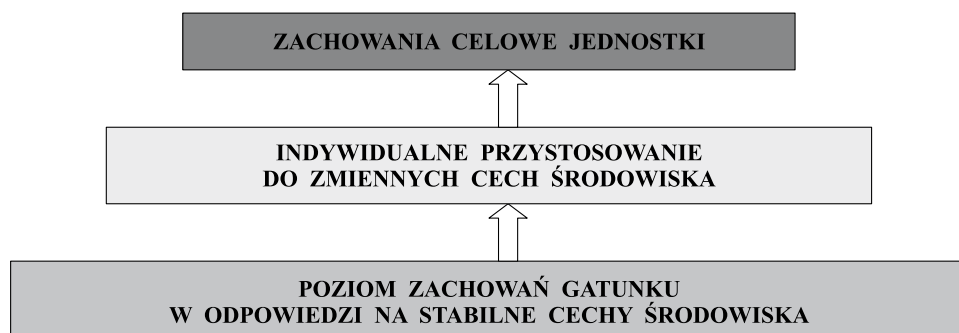 ZACHOWANIA CELOWE JEDNOSTKI
INDYWIDUALNE PRZYSTOSOWANIE
DO ZMIENNYCH CECH ŚRODOWISKA
POZIOM ZACHOWAŃ GATUNKU
W ODPOWIEDZI NA STABILNE CECHY ŚRODOWISKA